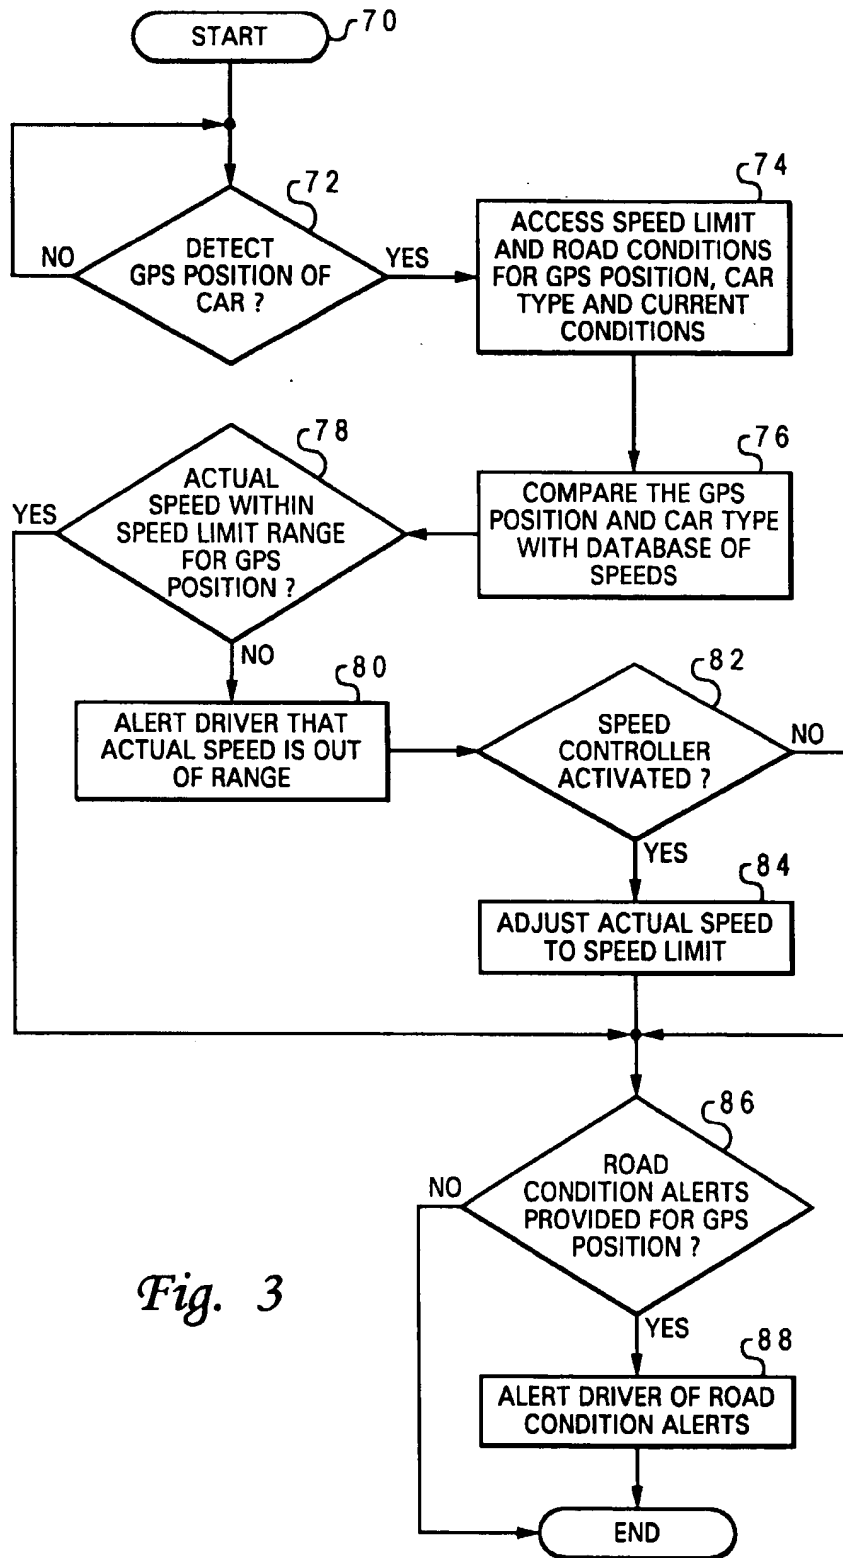 START
70
72
DETECT
GPS POSITION OF
CAR ?
NO
YES
74
ACCESS SPEED LIMIT
AND ROAD CONDITIONS
FOR GPS POSITION, CAR
TYPE AND CURRENT
CONDITIONS
76
COMPARE THE GPS
POSITION AND CAR TYPE
WITH DATABASE OF
SPEEDS
78
ACTUAL
SPEED WITHIN
SPEED LIMIT RANGE
FOR GPS
POSITION ?
YES
NO
80
ALERT DRIVER THAT
ACTUAL SPEED IS OUT
OF RANGE
82
SPEED
CONTROLLER
ACTIVATED ?
NO
YES
84
ADJUST ACTUAL SPEED
TO SPEED LIMIT
86
ROAD
CONDITION ALERTS
PROVIDED FOR GPS
POSITION ?
NO
YES
88
ALERT DRIVER OF ROAD
CONDITION ALERTS
END
Fig. 3